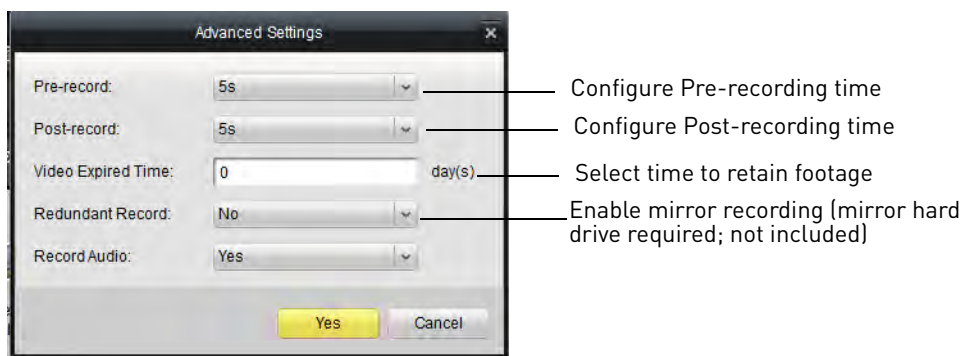 Advanced Settings
Pre-record: 5s Configure Pre-recording time
Post-record: 5s Configure Post-recording time
Video Expired Time: 0 day(s) Select time to retain footage
Redundant Record: No Enable mirror recording (mirror hard
drive required; not included)
Record Audio: Yes
Yes Cancel